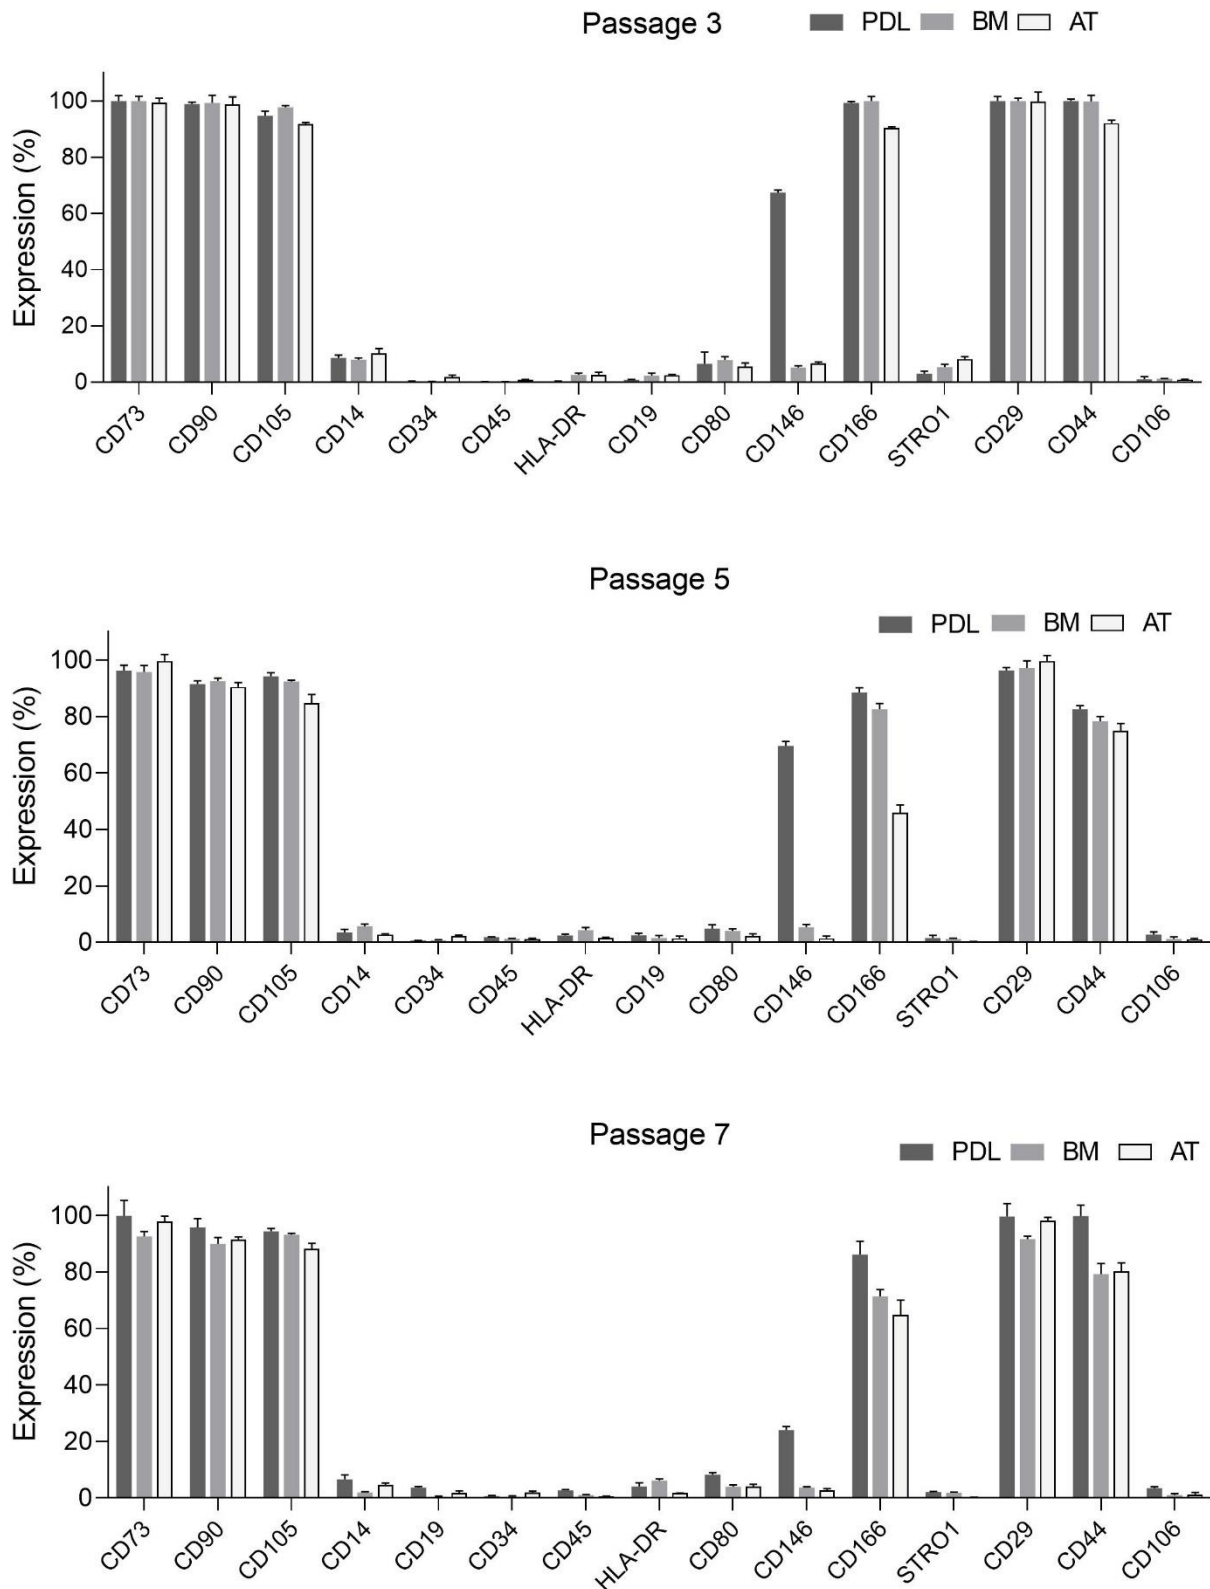 Passage 3
PDL BM AT
Expression (%)
100
80
60
40
20
0
CD73 CD90 CD105 CD14 CD34 CD45 HLA-DR CD19 CD80 CD146 CD166 STRO1 CD29 CD44 CD106
Passage 5
PDL BM AT
Expression (%)
100
80
60
40
20
0
CD73 CD90 CD105 CD14 CD34 CD45 HLA-DR CD19 CD80 CD146 CD166 STRO1 CD29 CD44 CD106
Passage 7
PDL BM AT
Expression (%)
100
80
60
40
20
0
CD73 CD90 CD105 CD14 CD19 CD34 CD45 HLA-DR CD80 CD146 CD166 STRO1 CD29 CD44 CD106